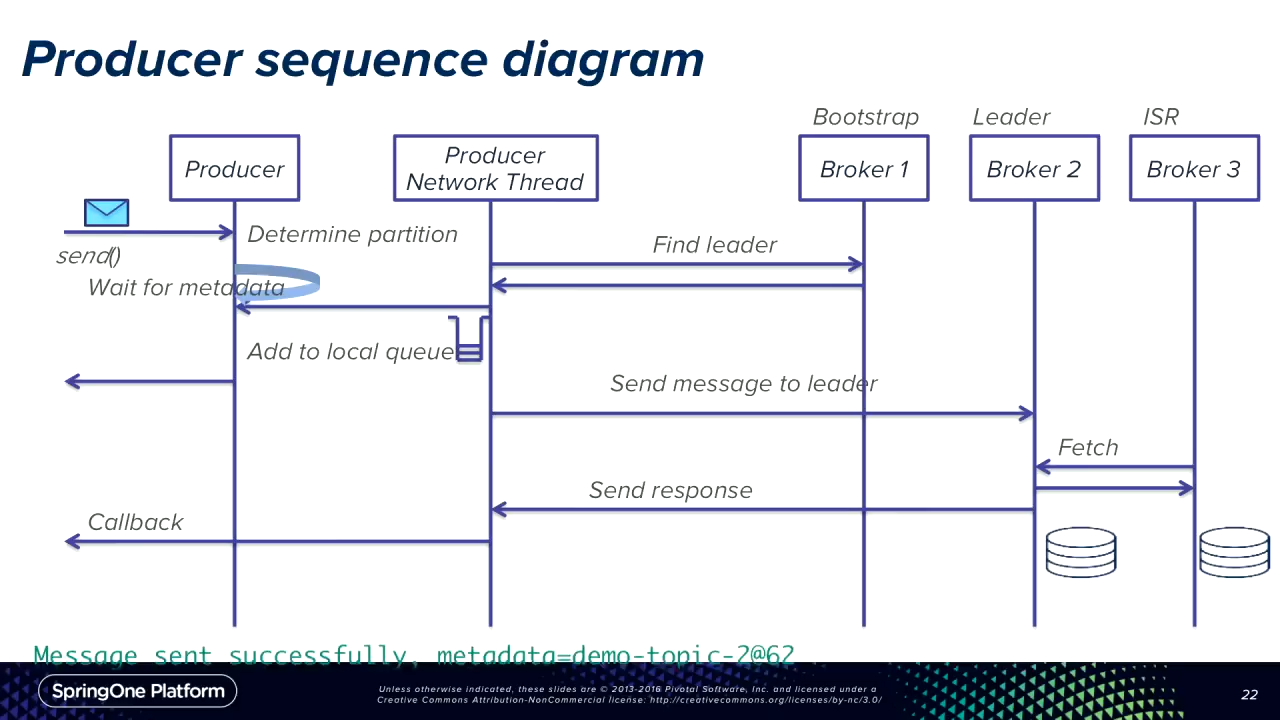 Producer sequence diagram
Bootstrap
Leader
ISR
Producer
Producer
Network Thread
Broker 1
Broker 2
Broker 3
send()
Determine partition
Find leader
Wait for metadata
Add to local queue
Send message to leader
Fetch
Send response
Callback
Message sent successfully, metadata=demo-topic-2@62
SpringOne Platform
Unless otherwise indicated, these slides are © 2013-2016 Pivotal Software, Inc. and licensed under a
Creative Commons Attribution-NonCommercial license: http://creativecommons.org/licenses/by-nc/3.0/
22